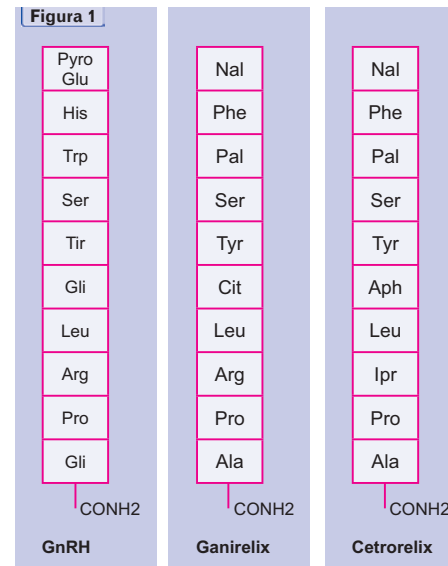 Figura 1
Pyro
Glu
His
Trp
Ser
Tir
Gli
Leu
Arg
Pro
Gli
CONH2
GnRH
Nal
Phe
Pal
Ser
Tyr
Cit
Leu
Arg
Pro
Ala
CONH2
Ganirelix
Nal
Phe
Pal
Ser
Tyr
Aph
Leu
Ipr
Pro
Ala
CONH2
Cetrorelix